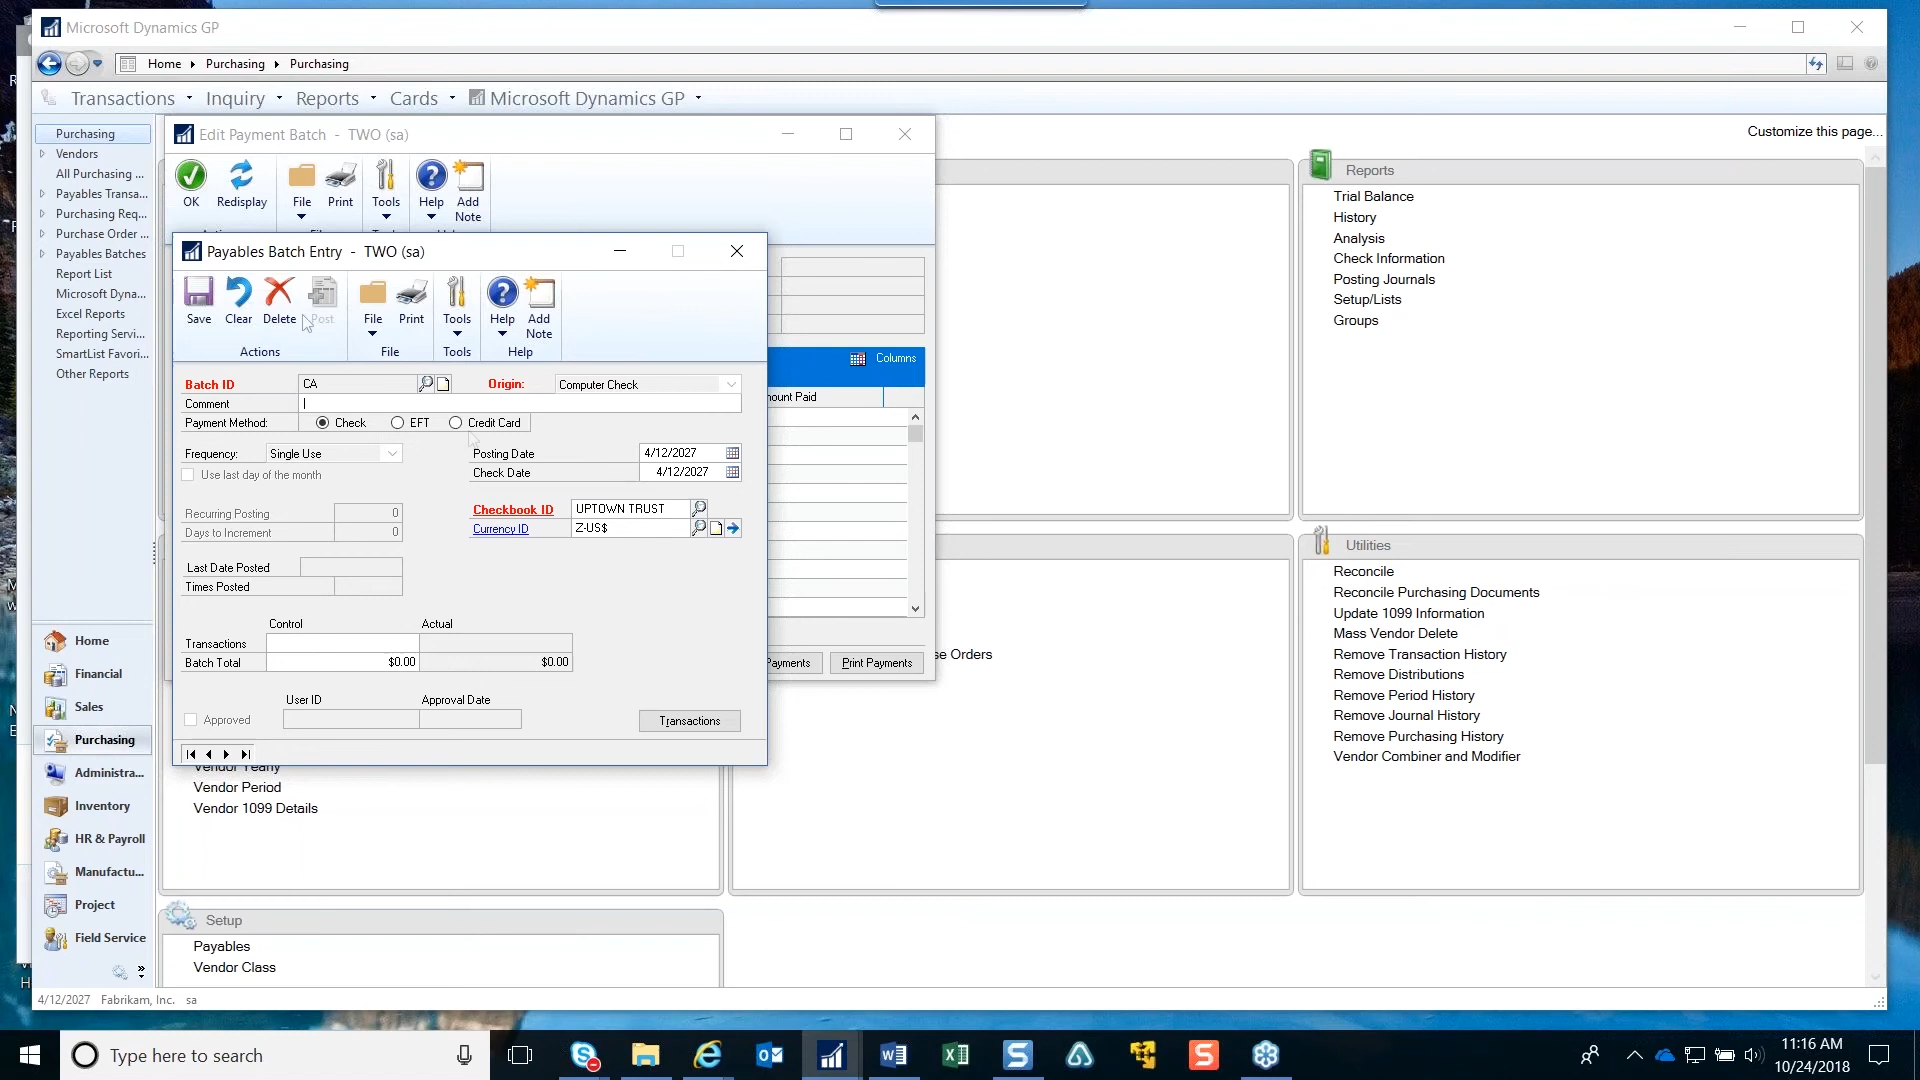 Microsoft Dynamics GP
Home Purchasing Purchasing
Transactions Inquiry Reports Cards Microsoft Dynamics GP
Customize this page...
Purchasing
Vendors
All Purchasing ...
Payables Transa...
Purchasing Req...
Purchase Order ...
Payables Batches
Report List
Microsoft Dyna...
Excel Reports
Reporting Servi...
SmartList Favori...
Other Reports
Home
Financial
Sales
Purchasing
Administra...
Inventory
HR & Payroll
Manufactu...
Project
Field Service
Edit Payment Batch - TWO (sa)
OK Redisplay File Print Tools Help Add Note
Columns
ount Paid
ayments Print Payments
Payables Batch Entry - TWO (sa)
Save Clear Delete Post File Print Tools Help Add Note
Actions File Tools Help
Batch ID CA Origin: Computer Check
Comment
Payment Method: Check EFT Credit Card
Frequency: Single Use Posting Date 4/12/2027
Use last day of the month Check Date 4/12/2027
Recurring Posting 0 Checkbook ID UPTOWN TRUST
Days to Increment 0 Currency ID Z-US$
Last Date Posted
Times Posted
Control Actual
Transactions
Batch Total $0.00 $0.00
User ID Approval Date
Approved Transactions
Vendor Yearly
Vendor Period
Vendor 1099 Details
se Orders
Setup
Payables
Vendor Class
Reports
Trial Balance
History
Analysis
Check Information
Posting Journals
Setup/Lists
Groups
Utilities
Reconcile
Reconcile Purchasing Documents
Update 1099 Information
Mass Vendor Delete
Remove Transaction History
Remove Distributions
Remove Period History
Remove Journal History
Remove Purchasing History
Vendor Combiner and Modifier
4/12/2027 Fabrikam, Inc. sa
Type here to search
11:16 AM
10/24/2018